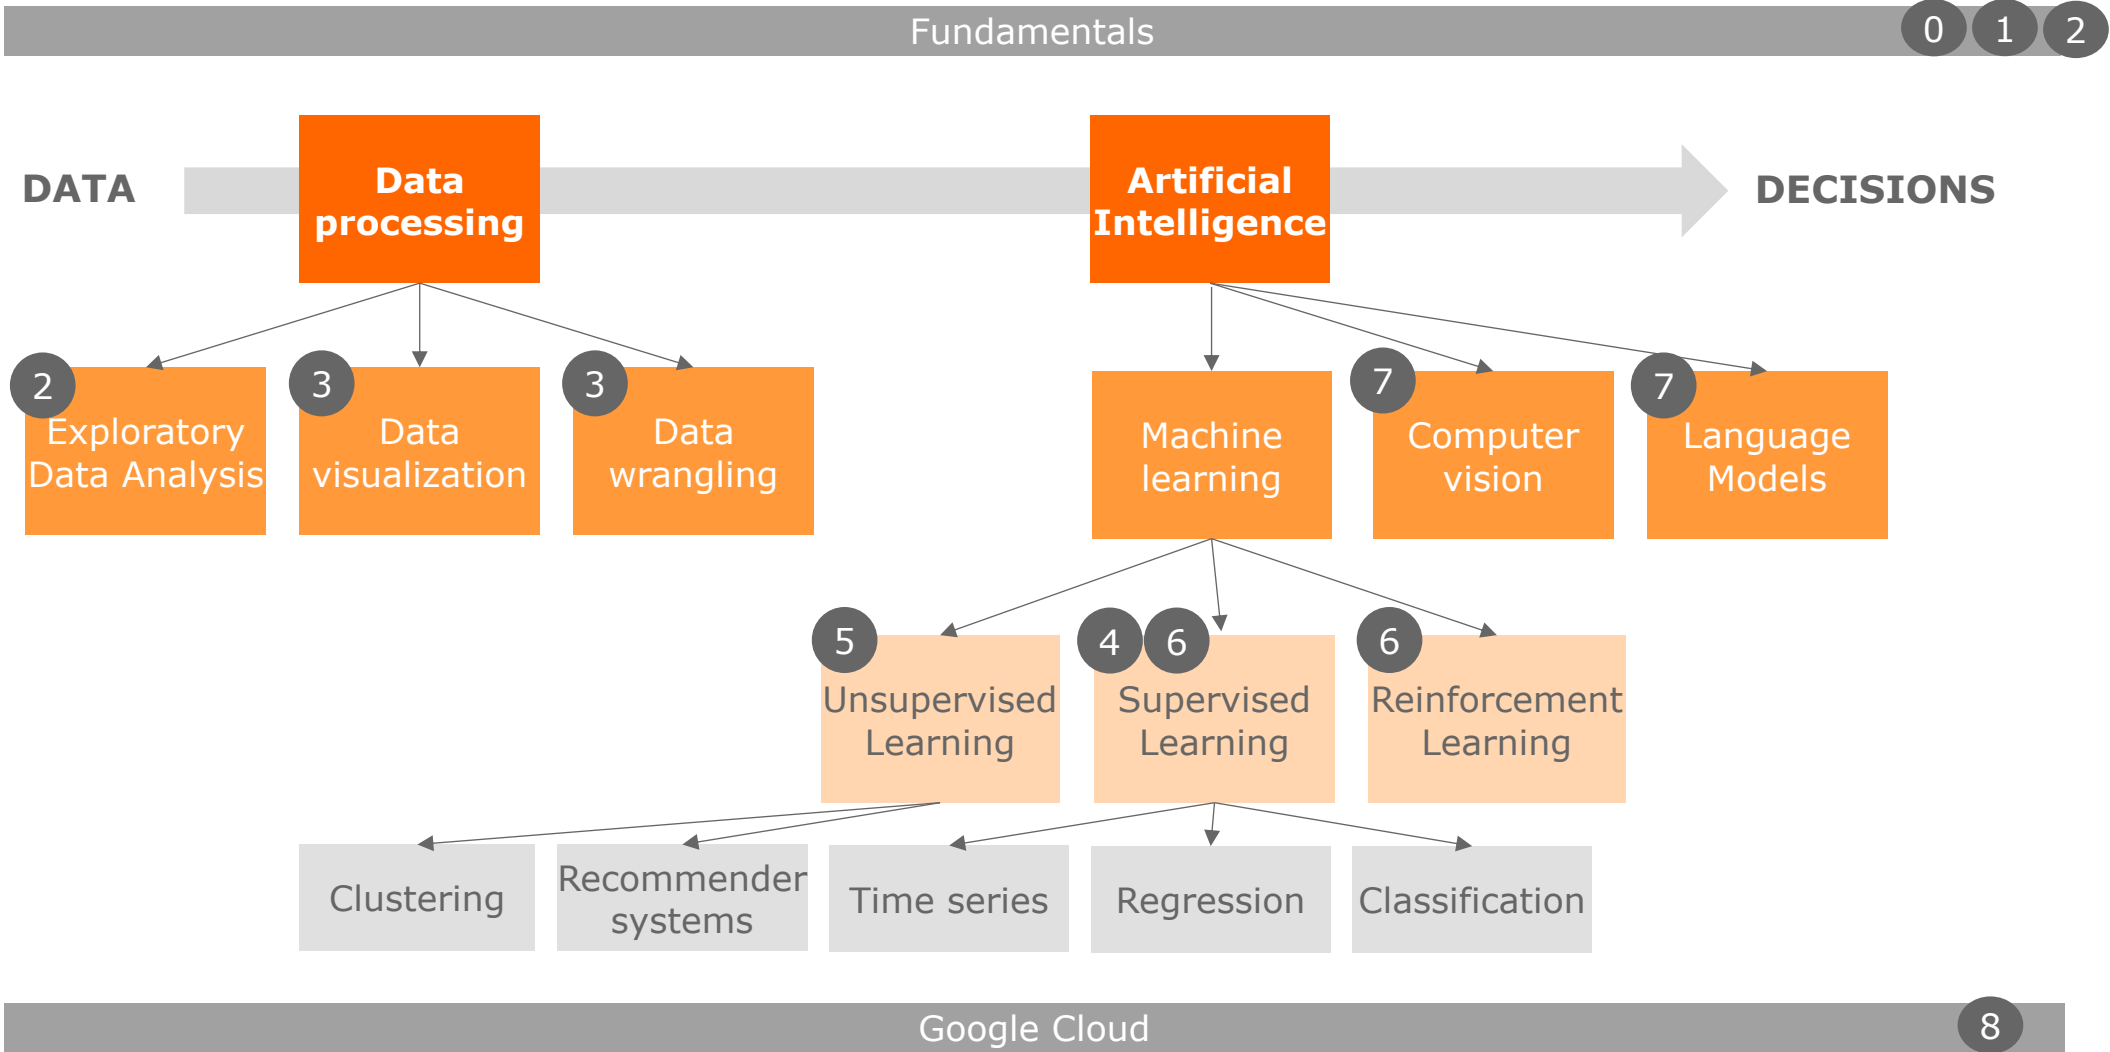 Fundamentals
0 1 2
DATA
Data
processing
Artificial
Intelligence
DECISIONS
2
Exploratory
Data Analysis
3
Data
visualization
3
Data
wrangling
Machine
learning
7
Computer
vision
7
Language
Models
5
Unsupervised
Learning
4 6
Supervised
Learning
6
Reinforcement
Learning
Clustering
Recommender
systems
Time series
Regression
Classification
Google Cloud
8